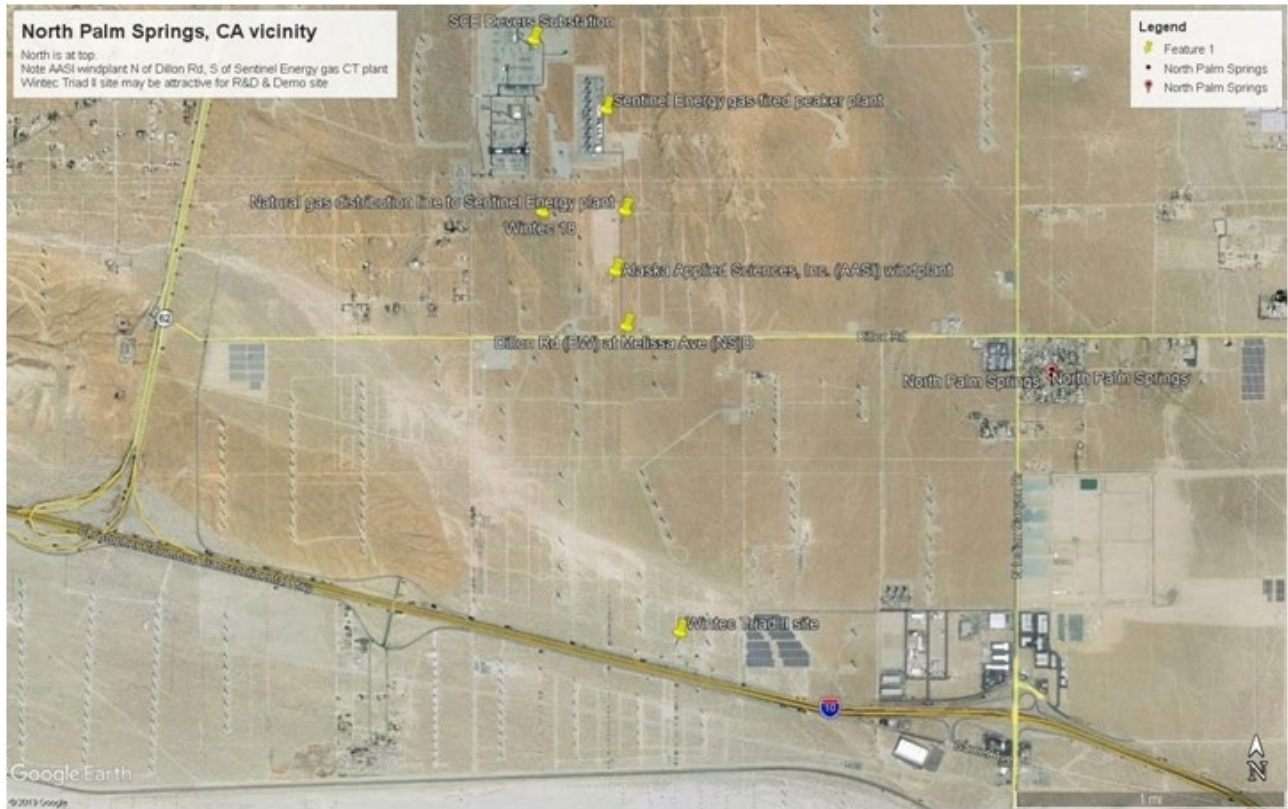 North Palm Springs, CA vicinity
North is at top.
Note AASI windplant N of Dillon Rd, S of Sentinel Energy gas CT plant
Wintec Triad II site may be attractive for R&D & Demo site
Legend
Feature 1
North Palm Springs
North Palm Springs
SCE Devers Substation
Sentinel Energy gas-fired peaker plant
Natural gas distribution line to Sentinel Energy plant
Wintec 18
Alaska Applied Sciences, Inc. (AASI) windplant
62
Dillon Rd (EW) at Melissa Ave (NS)D
Dillon Rd
North Palm Springs
North Palm Springs
Wintec Triad II site
10
N
Google Earth
1 mi